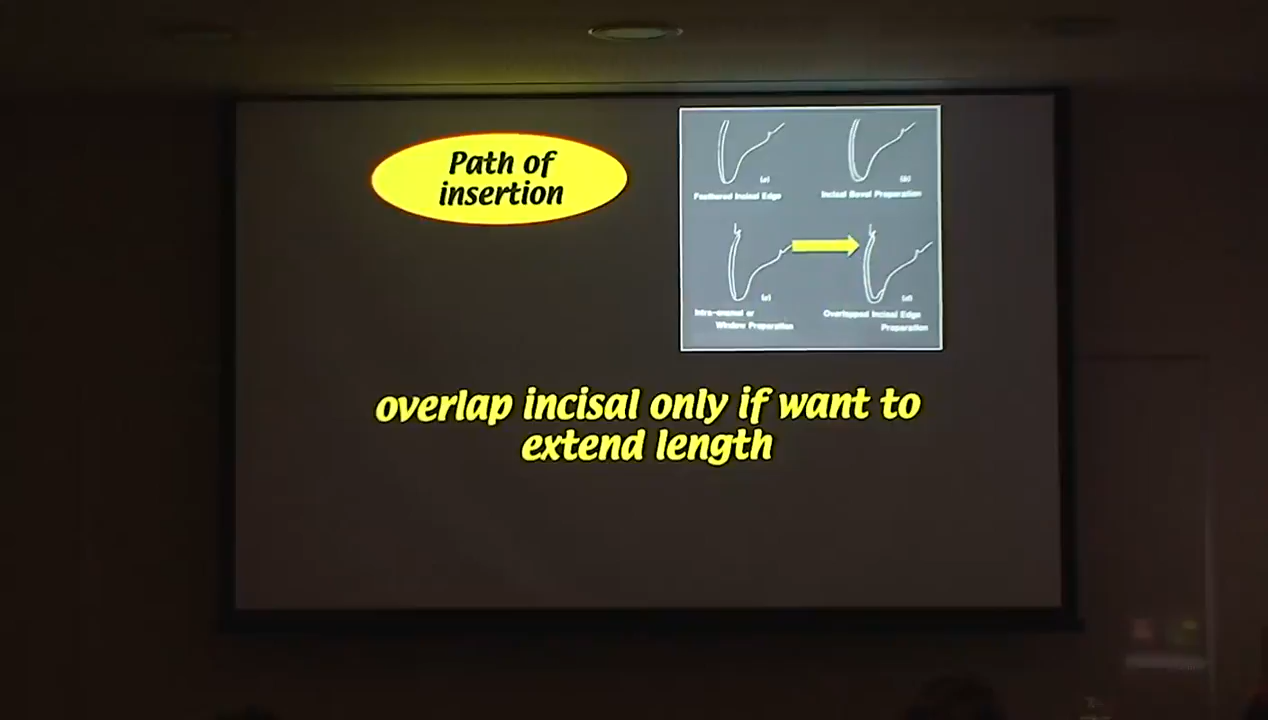 Path of
insertion
(a)
(b)
Feathered Incisal Edge
Incisal Bevel Preparation
(c)
(d)
Intra-enamel or
Window Preparation
Overlapped Incisal Edge
Preparation
overlap incisal only if want to
extend length